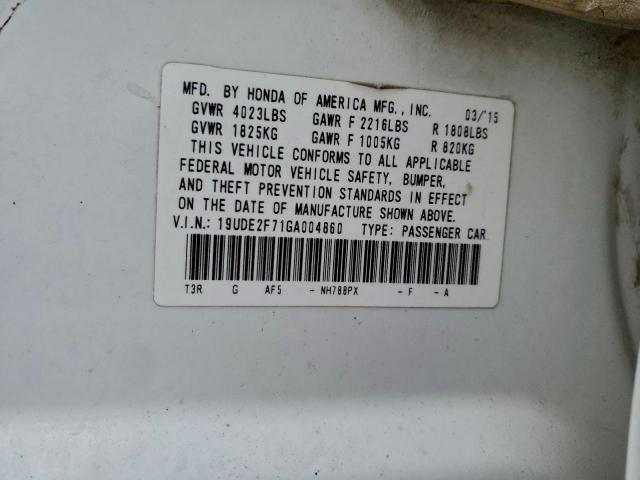 MFD. BY HONDA OF AMERICA MFG., INC. 03/'15
GVWR 4023LBS GAWR F 2216LBS R 1808LBS
GVWR 1825KG GAWR F 1005KG R 820KG
THIS VEHICLE CONFORMS TO ALL APPLICABLE
FEDERAL MOTOR VEHICLE SAFETY, BUMPER,
AND THEFT PREVENTION STANDARDS IN EFFECT
ON THE DATE OF MANUFACTURE SHOWN ABOVE.
V.I.N.: 19UDE2F71GA004860 TYPE: PASSENGER CAR
T3R G AF5 - NH788PX - F - A